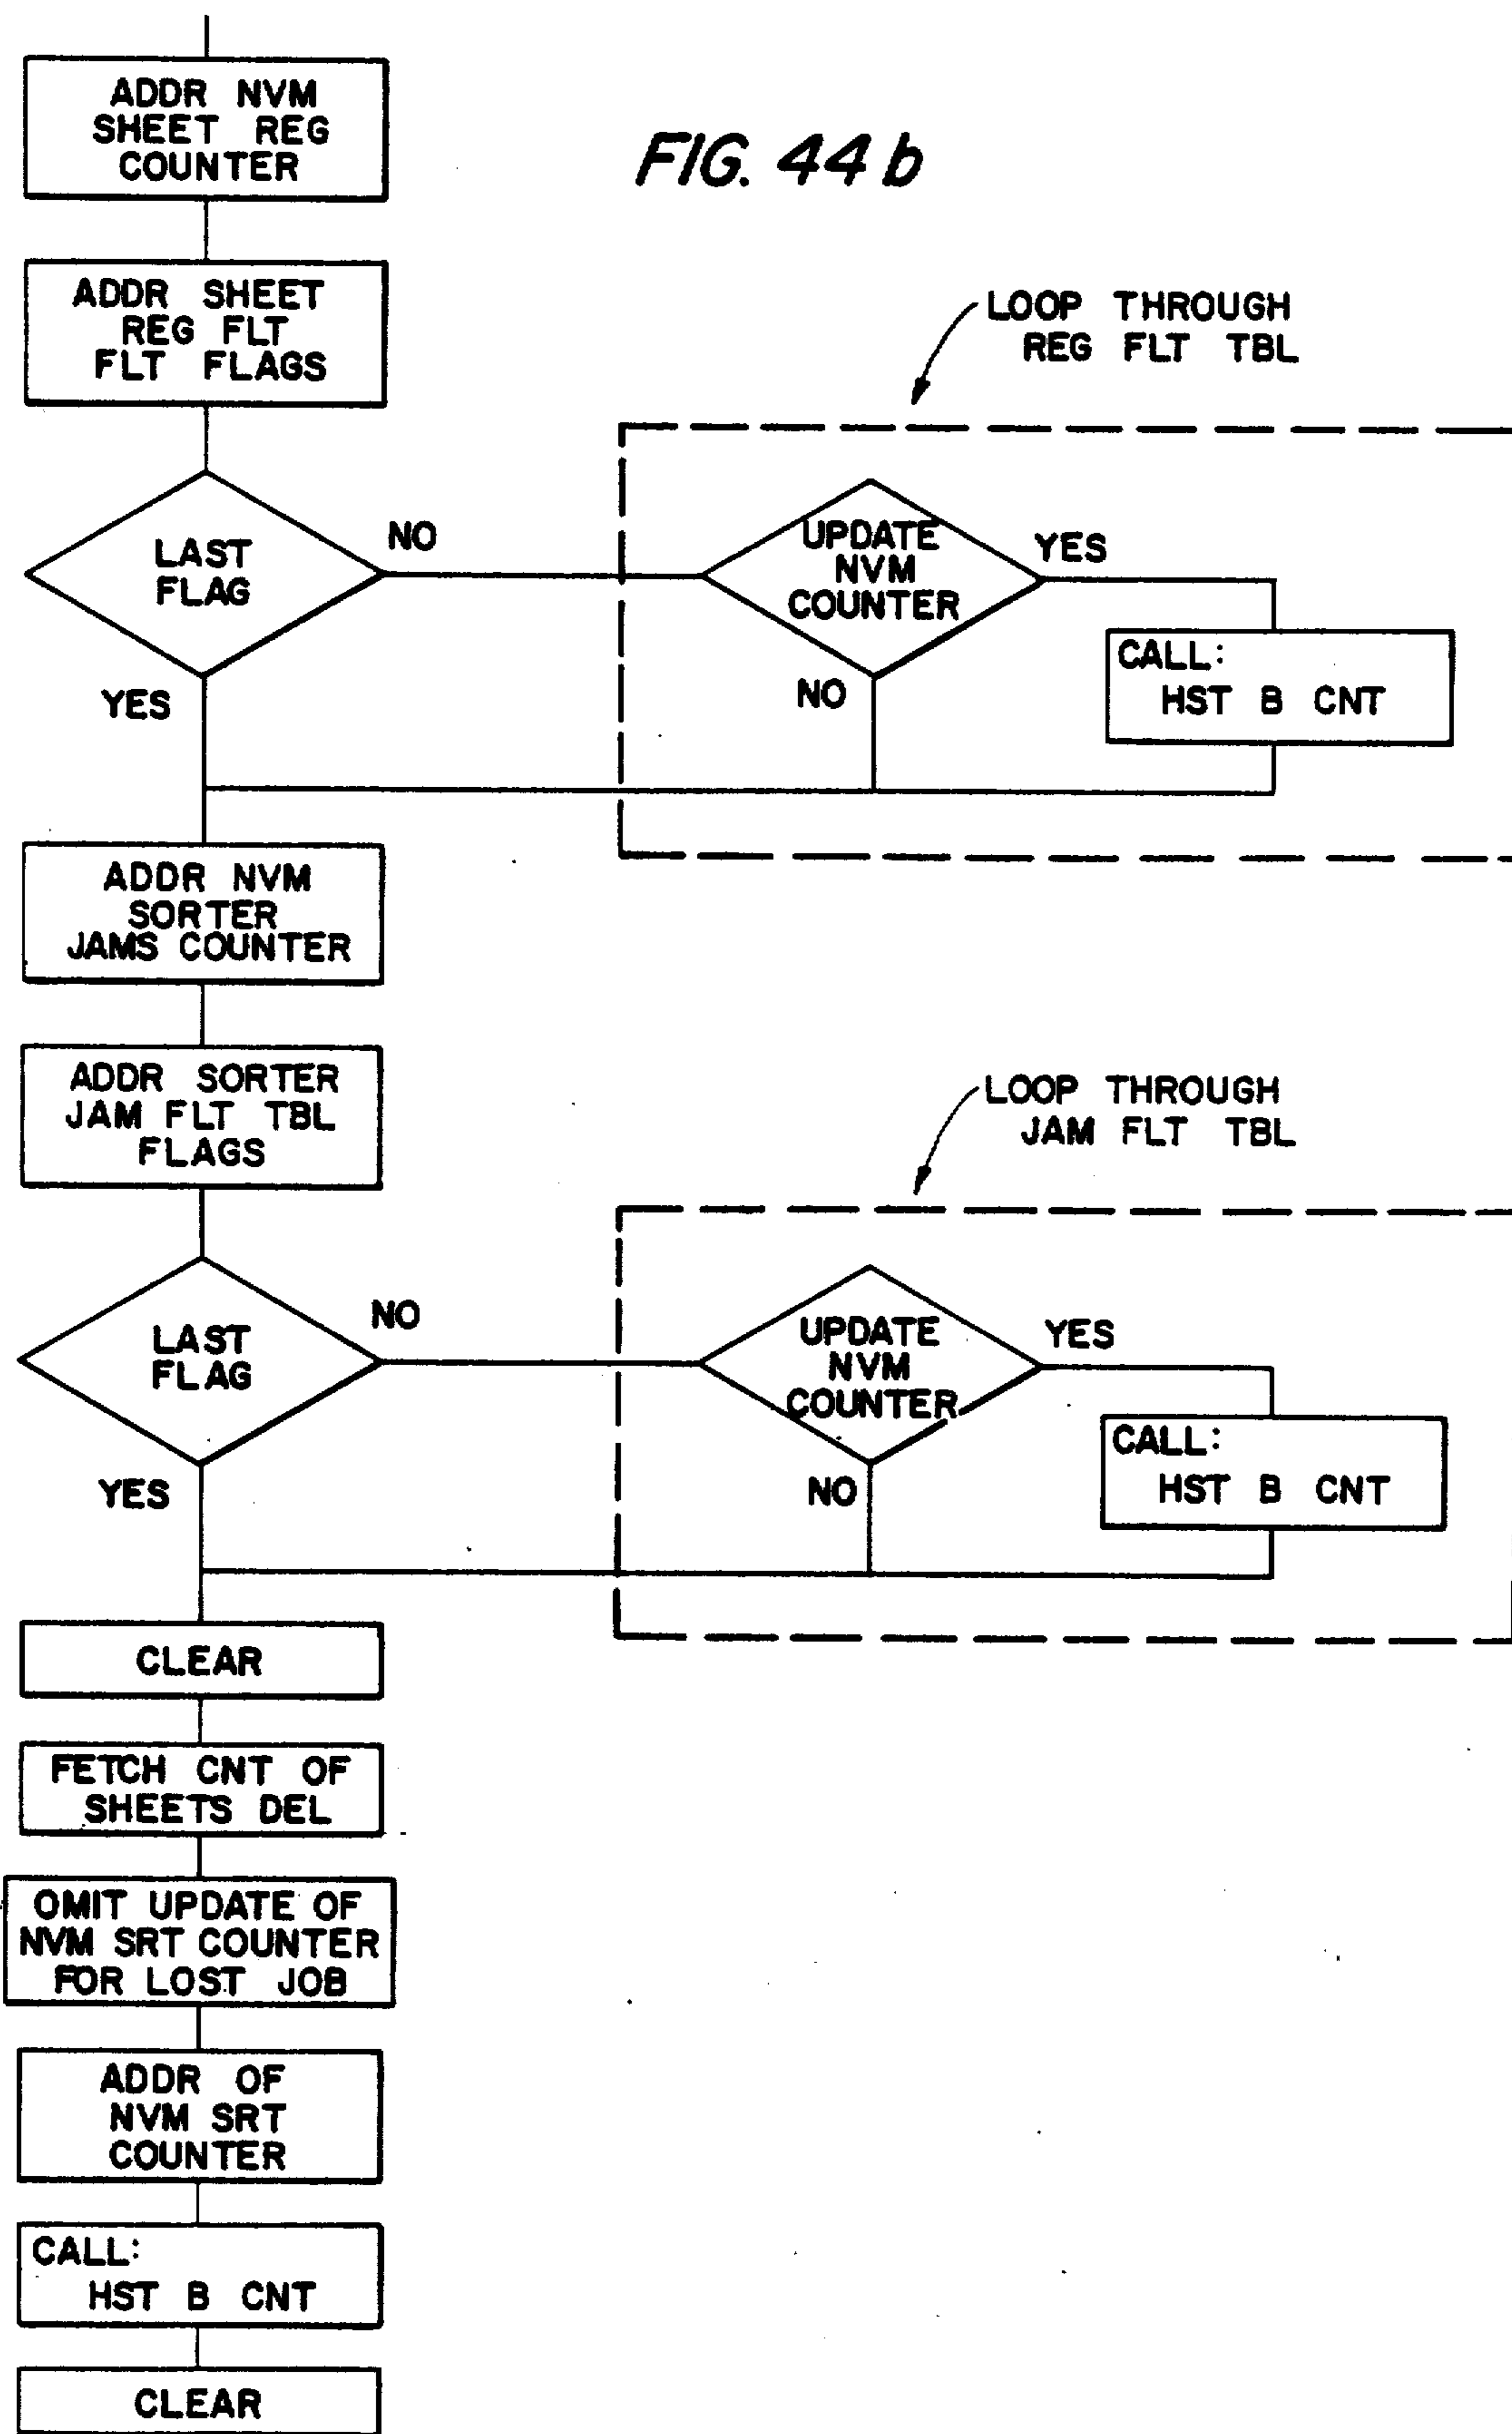 ADDR NVM
SHEET REG
COUNTER
FIG. 44b
ADDR SHEET
REG FLT
FLT FLAGS
LOOP THROUGH
REG FLT TBL
LAST
FLAG
NO
YES
UPDATE
NVM
COUNTER
YES
NO
CALL:
HST B CNT
ADDR NVM
SORTER
JAMS COUNTER
ADDR SORTER
JAM FLT TBL
FLAGS
LOOP THROUGH
JAM FLT TBL
LAST
FLAG
NO
YES
UPDATE
NVM
COUNTER
YES
NO
CALL:
HST B CNT
CLEAR
FETCH CNT OF
SHEETS DEL
OMIT UPDATE OF
NVM SRT COUNTER
FOR LOST JOB
ADDR OF
NVM SRT
COUNTER
CALL:
HST B CNT
CLEAR